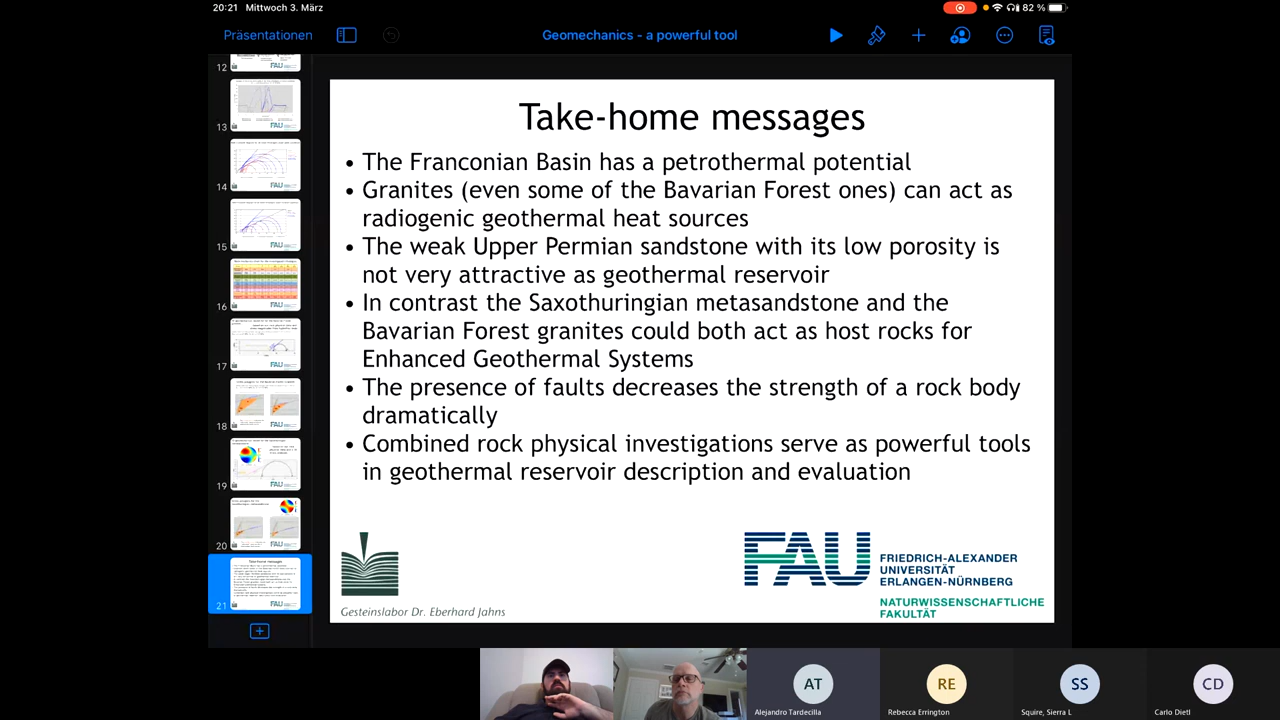 20:21 Mittwoch 3. März
82 %
Präsentationen
Geomechanics - a powerful tool
12
13
14
15
16
17
18
19
20
21
Take-home messages
• The Franconian Basin has a petrothermal potential
• Granites (even some of the Bavarian Forest ones) can act as
radiogenic geothermal heat sources
• The weak Upper Permian sandstone with its low porosity is
not very attractive as geothermal reservoir
• In contrast the Saxothuringian metasandstone and the
Bavarian Forest granites could both act as host rocks for
Enhanced Geothermal Systems
• The presence of faults decreases the strength of a rock body
dramatically
• Combined rock physical investigations serve as powerful tools
in geothermal reservoir description and evaluation
Gesteinslabor Dr. Eberhard Jahns
FAU
FRIEDRICH-ALEXANDER
UNIVERSITÄT
ERLANGEN-NÜRNBERG
NATURWISSENSCHAFTLICHE
FAKULTÄT
AT
Alejandro Tardecilla
RE
Rebecca Errington
SS
Squire, Sierra L
CD
Carlo Dietl